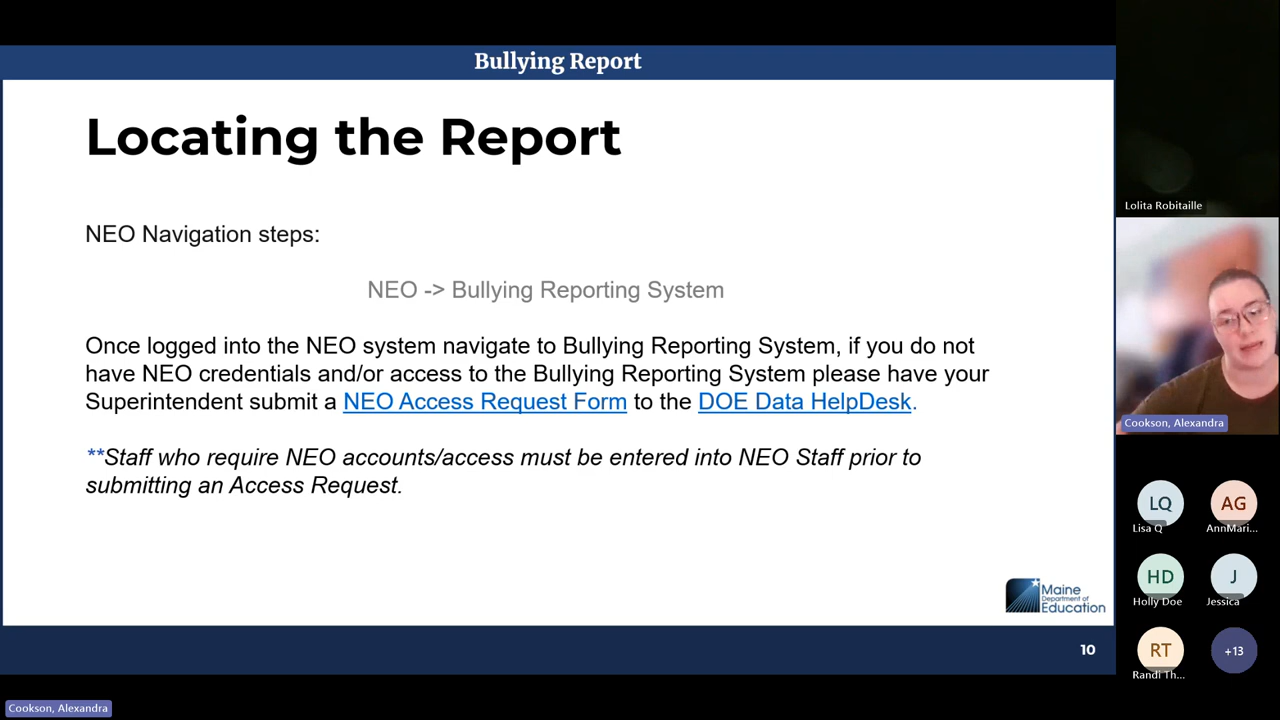 Bullying Report
Locating the Report
NEO Navigation steps:
NEO -> Bullying Reporting System
Once logged into the NEO system navigate to Bullying Reporting System, if you do not
have NEO credentials and/or access to the Bullying Reporting System please have your
Superintendent submit a NEO Access Request Form to the DOE Data HelpDesk.
**Staff who require NEO accounts/access must be entered into NEO Staff prior to
submitting an Access Request.
Maine
Department of
Education
10
Cookson, Alexandra
Lolita Robitaille
Cookson, Alexandra
LQ
Lisa Q
AG
AnnMari...
HD
Holly Doe
J
Jessica
RT
Randi Th...
+13